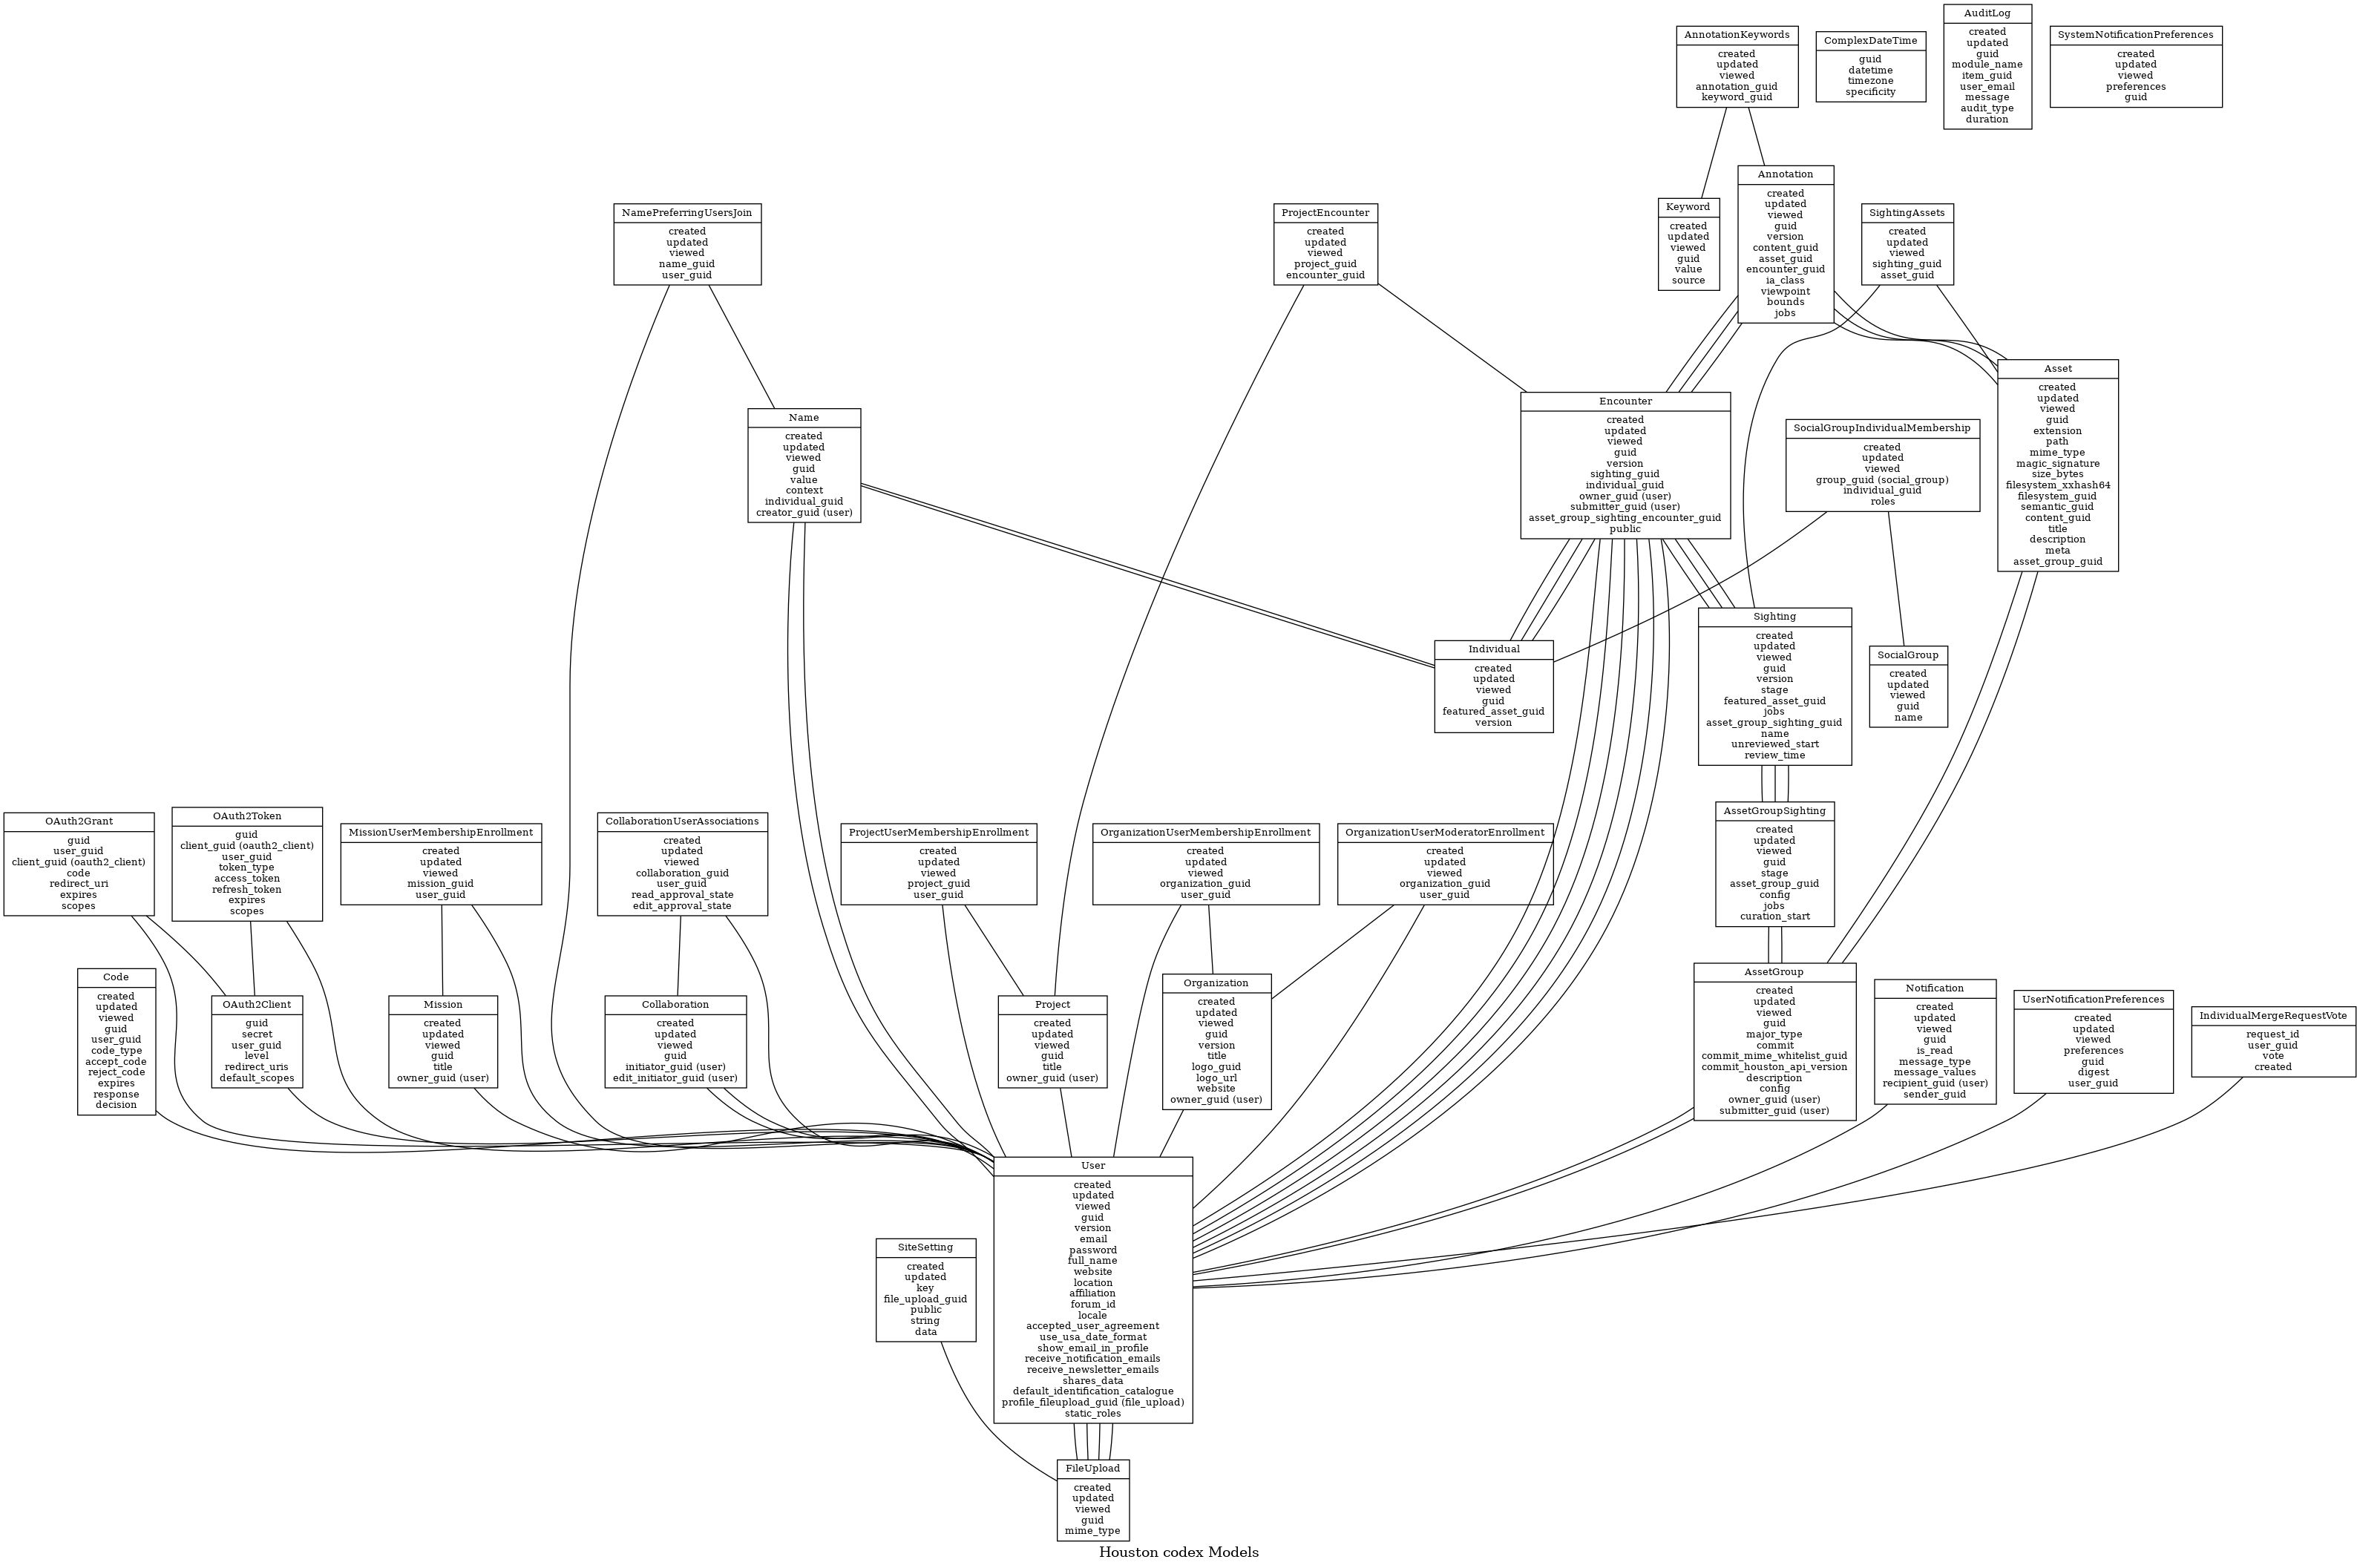 AuditLog
created
updated
guid
module_name
item_guid
user_email
message
audit_type
duration
AnnotationKeywords
created
updated
viewed
annotation_guid
keyword_guid
ComplexDateTime
guid
datetime
timezone
specificity
SystemNotificationPreferences
created
updated
viewed
preferences
guid
Annotation
created
updated
viewed
guid
version
content_guid
asset_guid
encounter_guid
ia_class
viewpoint
bounds
jobs
Keyword
created
updated
viewed
guid
value
source
NamePreferringUsersJoin
created
updated
viewed
name_guid
user_guid
ProjectEncounter
created
updated
viewed
project_guid
encounter_guid
SightingAssets
created
updated
viewed
sighting_guid
asset_guid
Asset
created
updated
viewed
guid
extension
path
mime_type
magic_signature
size_bytes
filesystem_xxhash64
filesystem_guid
semantic_guid
content_guid
title
description
meta
asset_group_guid
Encounter
created
updated
viewed
guid
version
sighting_guid
individual_guid
owner_guid (user)
submitter_guid (user)
asset_group_sighting_encounter_guid
public
Name
created
updated
viewed
guid
value
context
individual_guid
creator_guid (user)
SocialGroupIndividualMembership
created
updated
viewed
group_guid (social_group)
individual_guid
roles
Sighting
created
updated
viewed
guid
version
stage
featured_asset_guid
jobs
asset_group_sighting_guid
name
unreviewed_start
review_time
Individual
created
updated
viewed
guid
featured_asset_guid
version
SocialGroup
created
updated
viewed
guid
name
OAuth2Grant
guid
user_guid
client_guid (oauth2_client)
code
redirect_uri
expires
scopes
OAuth2Token
guid
client_guid (oauth2_client)
user_guid
token_type
access_token
refresh_token
expires
scopes
MissionUserMembershipEnrollment
created
updated
viewed
mission_guid
user_guid
CollaborationUserAssociations
created
updated
viewed
collaboration_guid
user_guid
read_approval_state
edit_approval_state
ProjectUserMembershipEnrollment
created
updated
viewed
project_guid
user_guid
OrganizationUserMembershipEnrollment
created
updated
viewed
organization_guid
user_guid
OrganizationUserModeratorEnrollment
created
updated
viewed
organization_guid
user_guid
AssetGroupSighting
created
updated
viewed
guid
stage
asset_group_guid
config
jobs
curation_start
Code
created
updated
viewed
guid
user_guid
code_type
accept_code
reject_code
expires
response
decision
OAuth2Client
guid
secret
user_guid
level
redirect_uris
default_scopes
Mission
created
updated
viewed
guid
title
owner_guid (user)
Collaboration
created
updated
viewed
guid
initiator_guid (user)
edit_initiator_guid (user)
Project
created
updated
viewed
guid
title
owner_guid (user)
Organization
created
updated
viewed
guid
version
title
logo_guid
logo_url
website
owner_guid (user)
AssetGroup
created
updated
viewed
guid
major_type
commit
commit_mime_whitelist_guid
commit_houston_api_version
description
config
owner_guid (user)
submitter_guid (user)
Notification
created
updated
viewed
guid
is_read
message_type
message_values
recipient_guid (user)
sender_guid
UserNotificationPreferences
created
updated
viewed
preferences
guid
digest
user_guid
IndividualMergeRequestVote
request_id
user_guid
vote
created
User
created
updated
viewed
guid
version
email
password
full_name
website
location
affiliation
forum_id
locale
accepted_user_agreement
use_usa_date_format
show_email_in_profile
receive_notification_emails
receive_newsletter_emails
shares_data
default_identification_catalogue
profile_fileupload_guid (file_upload)
static_roles
SiteSetting
created
updated
key
file_upload_guid
public
string
data
FileUpload
created
updated
viewed
guid
mime_type
Houston codex Models